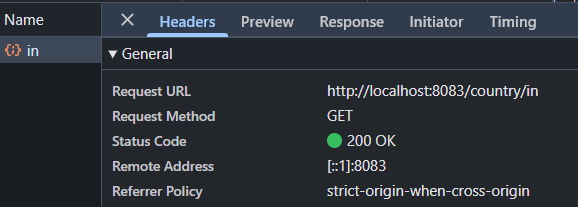 Name
Headers Preview Response Initiator Timing
in
General
Request URL http://localhost:8083/country/in
Request Method GET
Status Code 200 OK
Remote Address [::1]:8083
Referrer Policy strict-origin-when-cross-origin